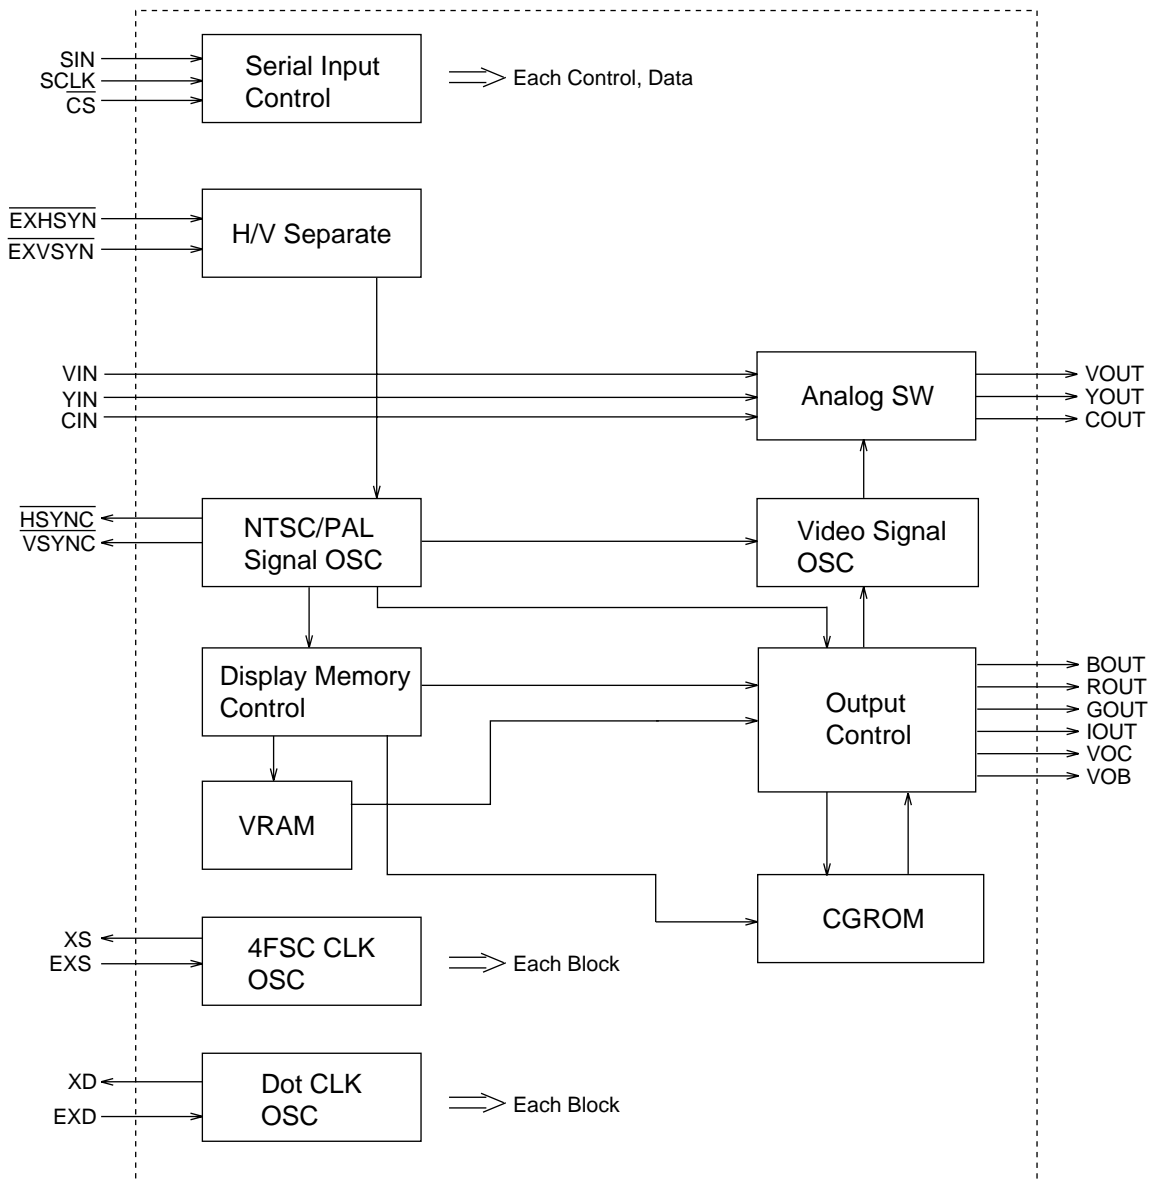 SIN
SCLK
CS
Serial Input
Control
Each Control, Data
EXHSYN
EXVSYN
H/V Separate
VIN
YIN
CIN
Analog SW
VOUT
YOUT
COUT
HSYNC
VSYNC
NTSC/PAL
Signal OSC
Video Signal
OSC
Display Memory
Control
Output
Control
BOUT
ROUT
GOUT
IOUT
VOC
VOB
VRAM
CGROM
XS
EXS
4FSC CLK
OSC
Each Block
XD
EXD
Dot CLK
OSC
Each Block